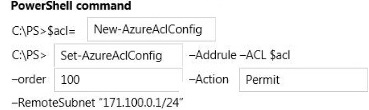 PowerShell command
C:\PS>$acl= New-AzureAclConfig
C:\PS> Set-AzureAclConfig –Addrule –ACL $acl
–order 100 –Action Permit
–RemoteSubnet “171.100.0.1/24”